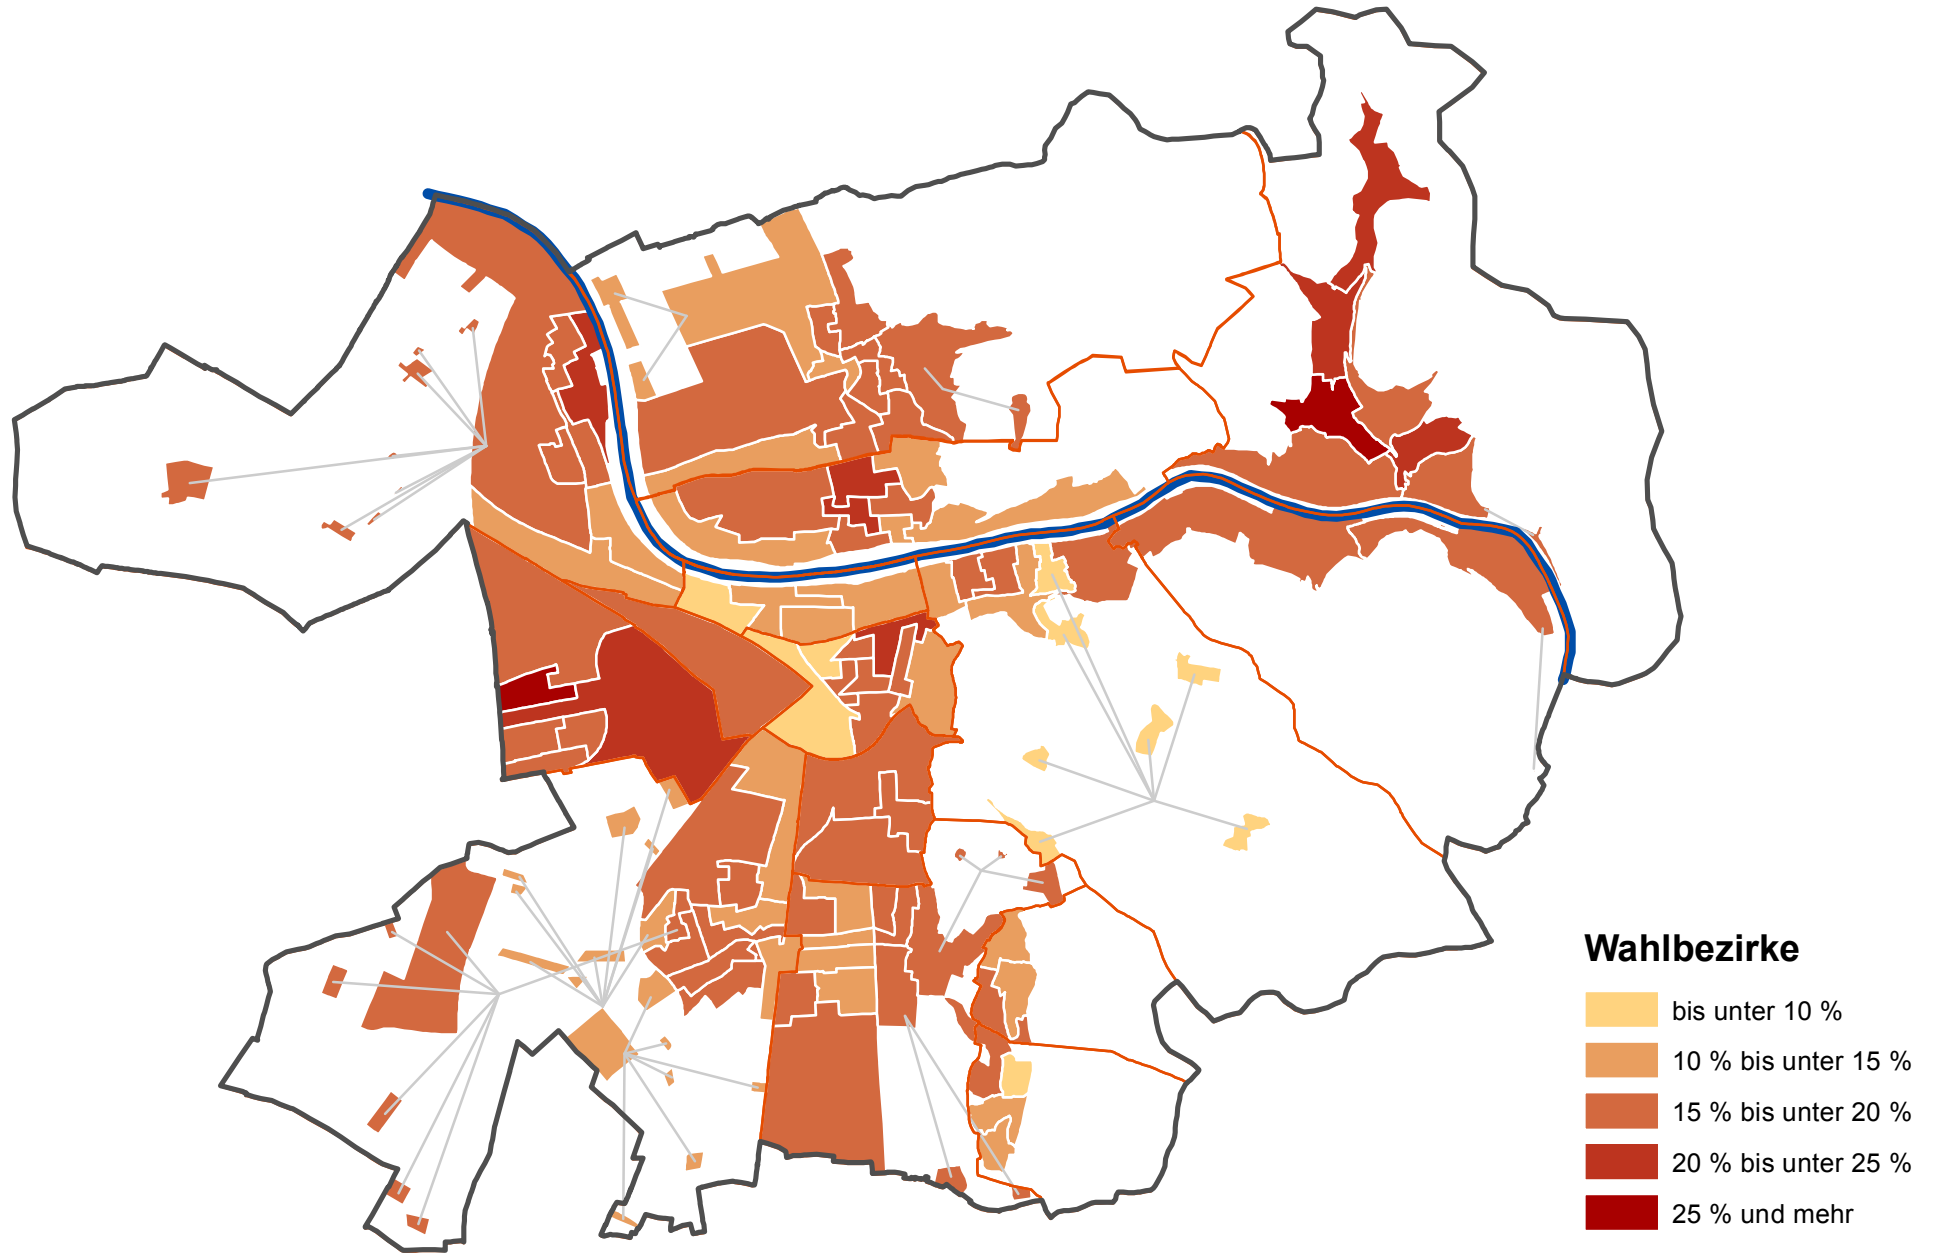 Wahlbezirke
bis unter 10 %
10 % bis unter 15 %
15 % bis unter 20 %
20 % bis unter 25 %
25 % und mehr